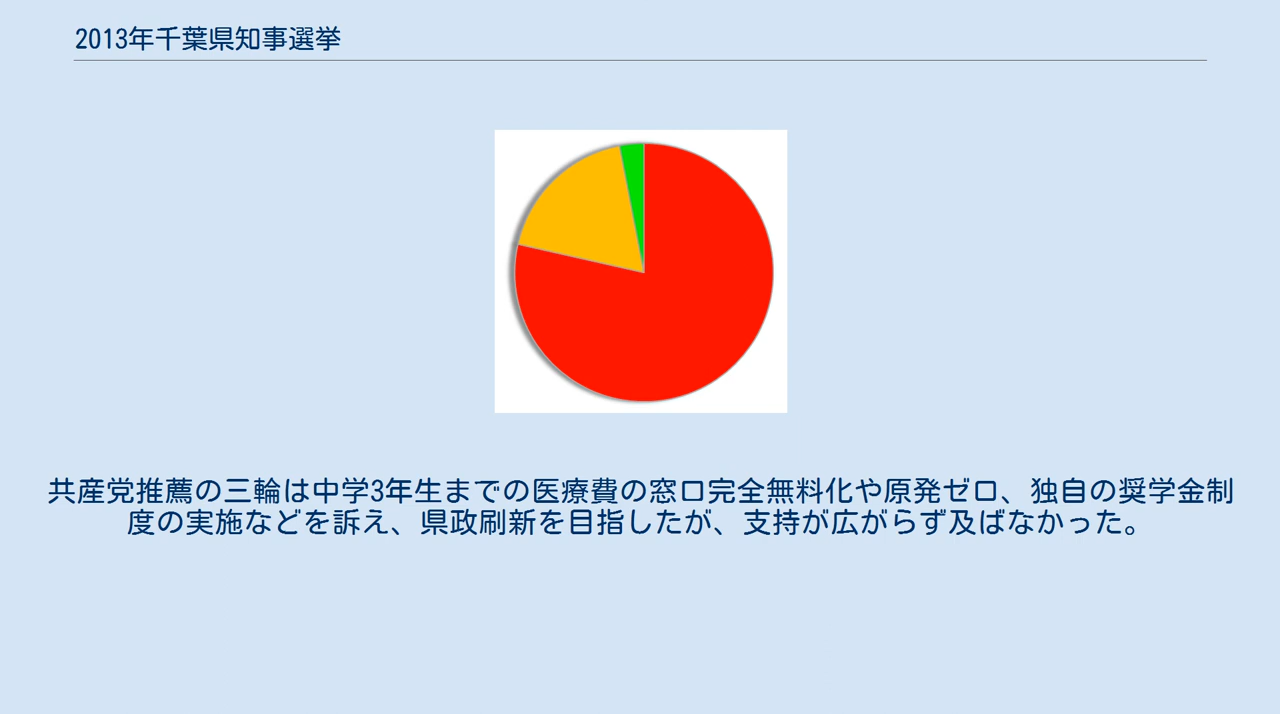 2013年千葉県知事選挙
共産党推薦の三輪は中学3年生までの医療費の窓口完全無料化や原発ゼロ、独自の奨学金制
度の実施などを訴え、県政刷新を目指したが、支持が広がらず及ばなかった。